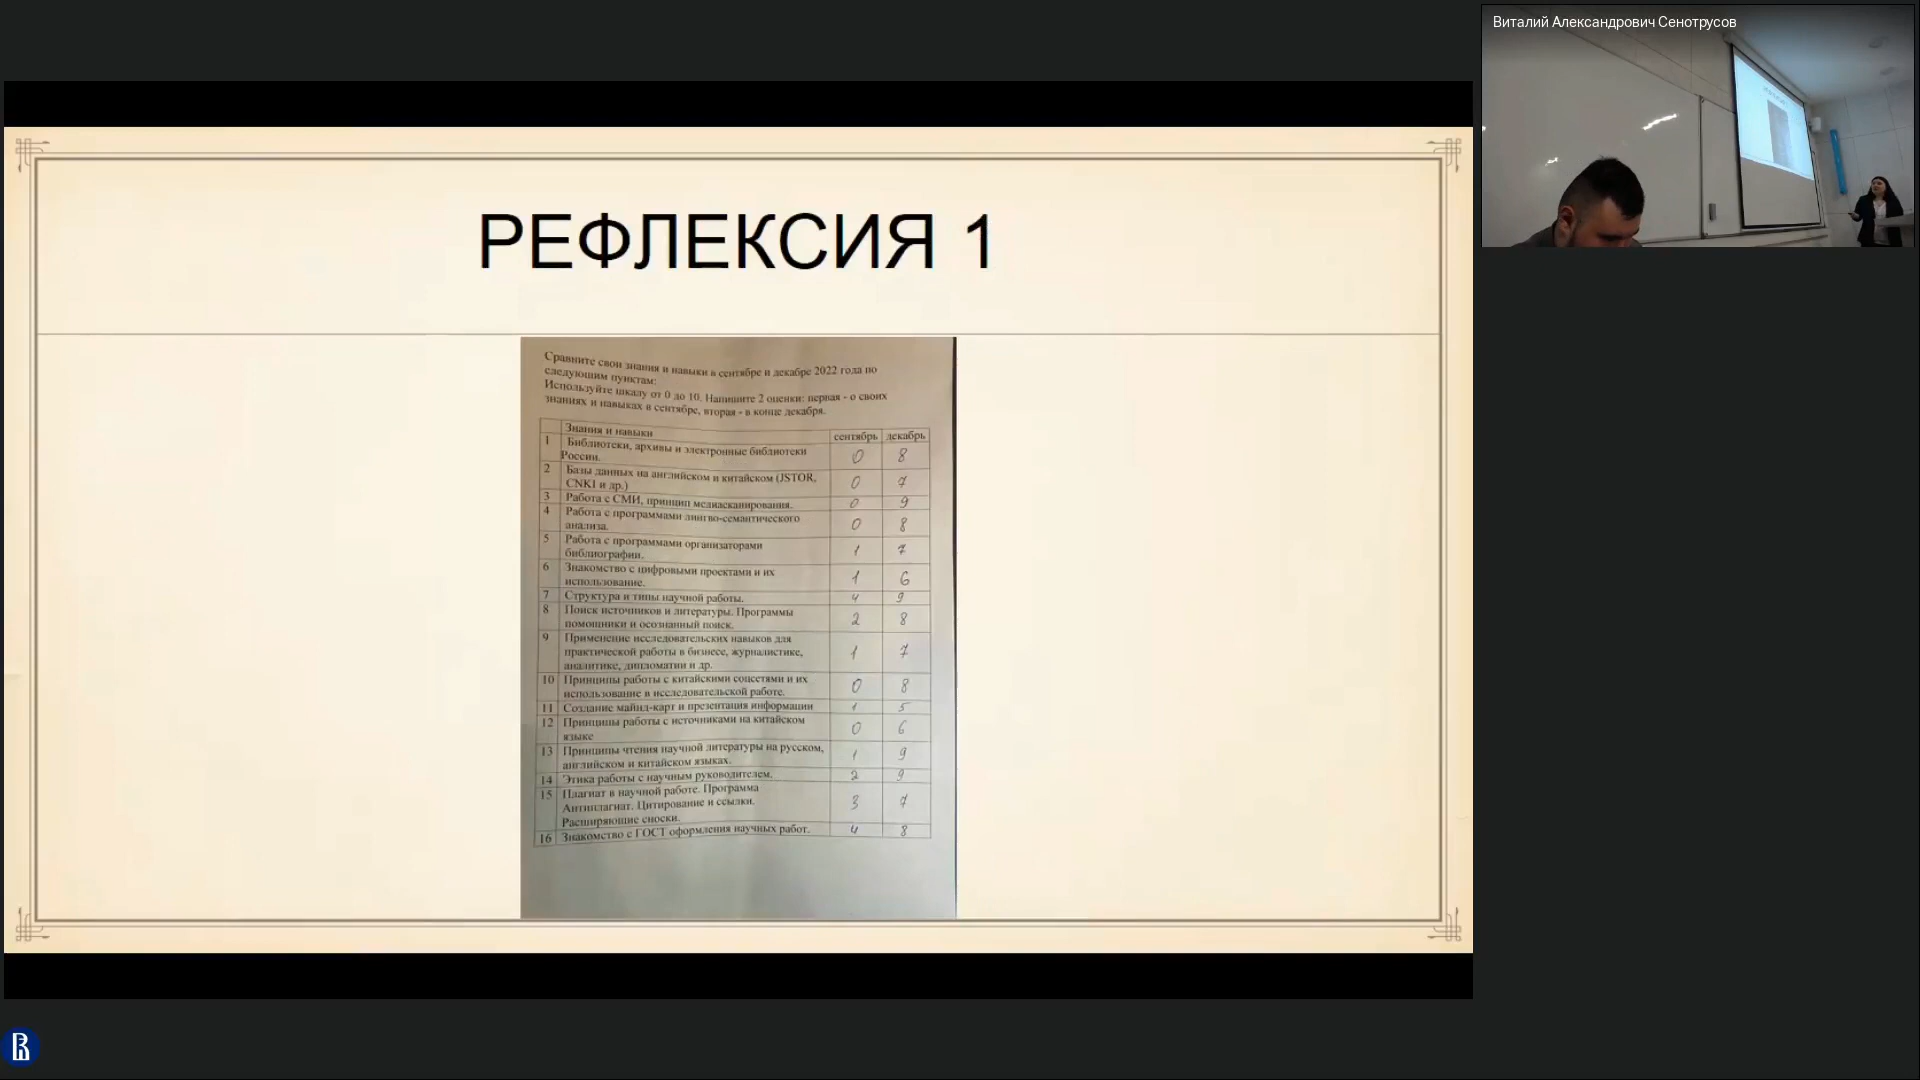 Виталий Александрович Сенотрусов
РЕФЛЕКСИЯ 1
Сравните свои знания и навыки в сентябре и декабре 2022 года по
следующим пунктам:
Используйте шкалу от 0 до 10. Напишите 2 оценки: первая - о своих
знаниях и навыках в сентябре, вторая - в конце декабря.
Знания и навыки сентябрь декабрь
1 Библиотеки, архивы и электронные библиотеки
России. 0 8
2 Базы данных на английском и китайском (JSTOR,
CNKI и др.) 0 7
3 Работа с СМИ, принцип медиасканирования. 0 9
4 Работа с программами лингво-семантического
анализа. 0 8
5 Работа с программами организаторами
библиографии. 1 7
6 Знакомство с цифровыми проектами и их
использование. 1 6
7 Структура и типы научной работы. 4 9
8 Поиск источников и литературы. Программы
помошники и осознанный поиск. 2 8
9 Применение исследовательских навыков для
практической работы в бизнесе, журналистике,
аналитике, дипломатии и др. 1 7
10 Принципы работы с китайскими соцсетями и их
использование в исследовательской работе. 0 8
11 Создание майнд-карт и презентация информации 1 5
12 Принципы работы с источниками на китайском
языке 0 6
13 Принципы чтения научной литературы на русском,
английском и китайском языках. 1 9
14 Этика работы с научным руководителем. 2 9
15 Плагиат в научной работе. Программа
Антиплагиат. Цитирование и ссылки.
Расширяющие сноски. 3 7
16 Знакомство с ГОСТ оформления научных работ. 4 8